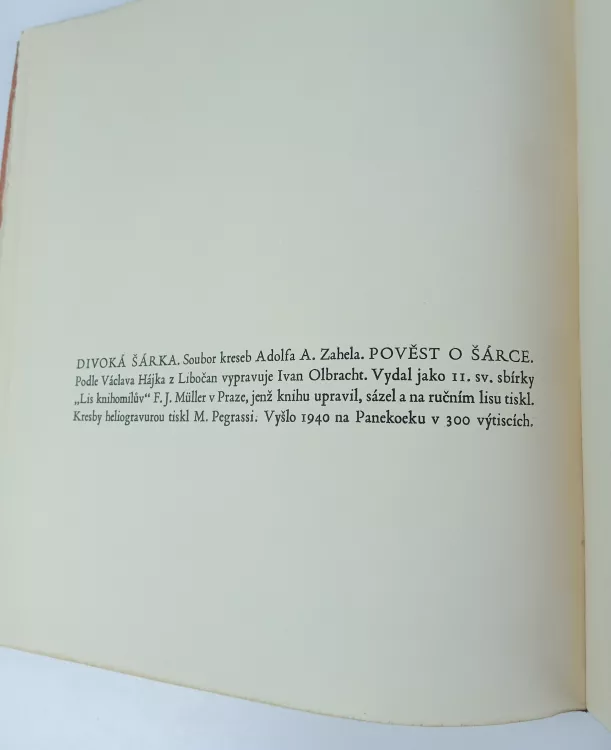 DIVOKÁ ŠÁRKA. Soubor kreseb Adolfa A. Zahela. POVĚST O ŠÁRCE.
Podle Václava Hájka z Libočan vypravuje Ivan Olbracht. Vydal jako 11. sv. sbírky
„Lis knihomilův“ F. J. Müller v Praze, jenž knihu upravil, sázel a na ručním lisu tiskl.
Kresby heliogravurou tiskl M. Pegrassi. Vyšlo 1940 na Panekoeku v 300 výtiscích.